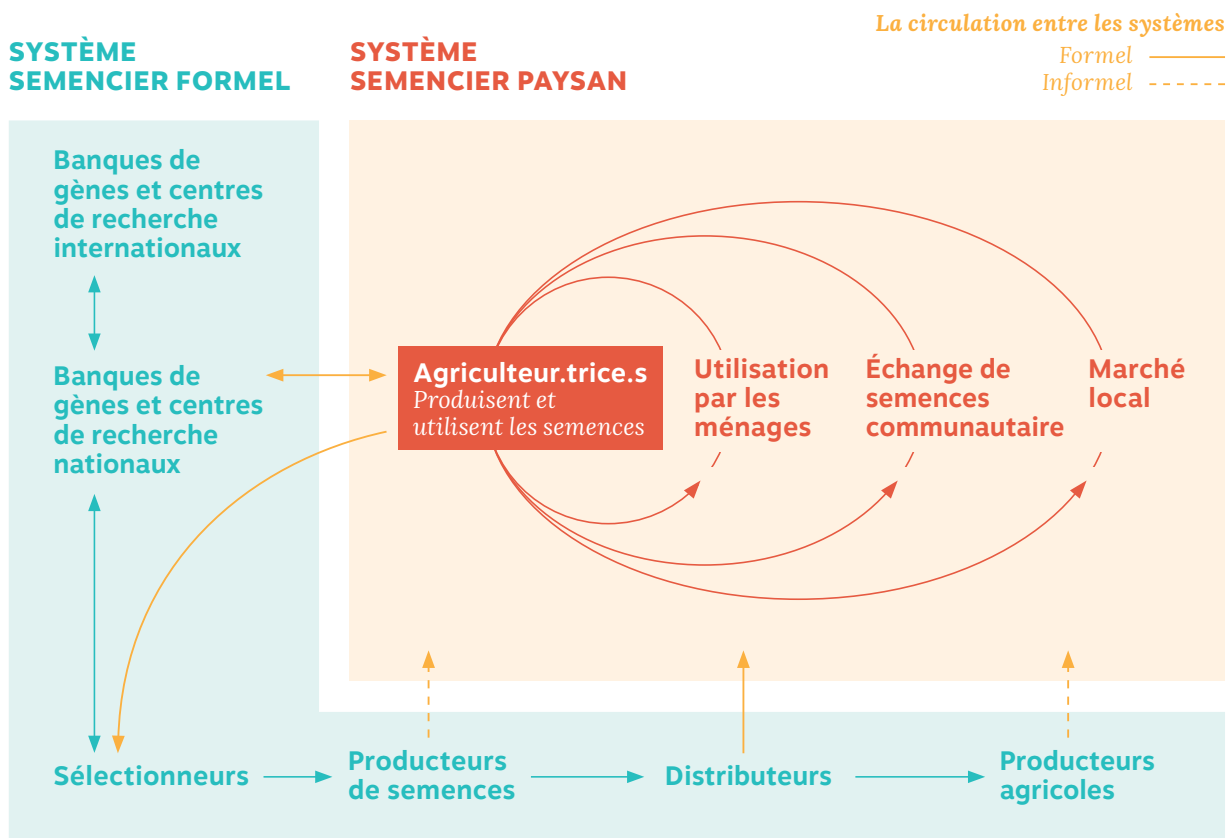 La circulation entre les systèmes
Formel
Informel
SYSTÈME
SEMENCIER FORMEL
SYSTÈME
SEMENCIER PAYSAN
Banques de
gènes et centres
de recherche
internationaux
Banques de
gènes et centres
de recherche
nationaux
Agriculteur.trice.s
Produisent et
utilisent les semences
Utilisation
par les
ménages
Échange de
semences
communautaire
Marché
local
Sélectionneurs
Producteurs
de semences
Distributeurs
Producteurs
agricoles